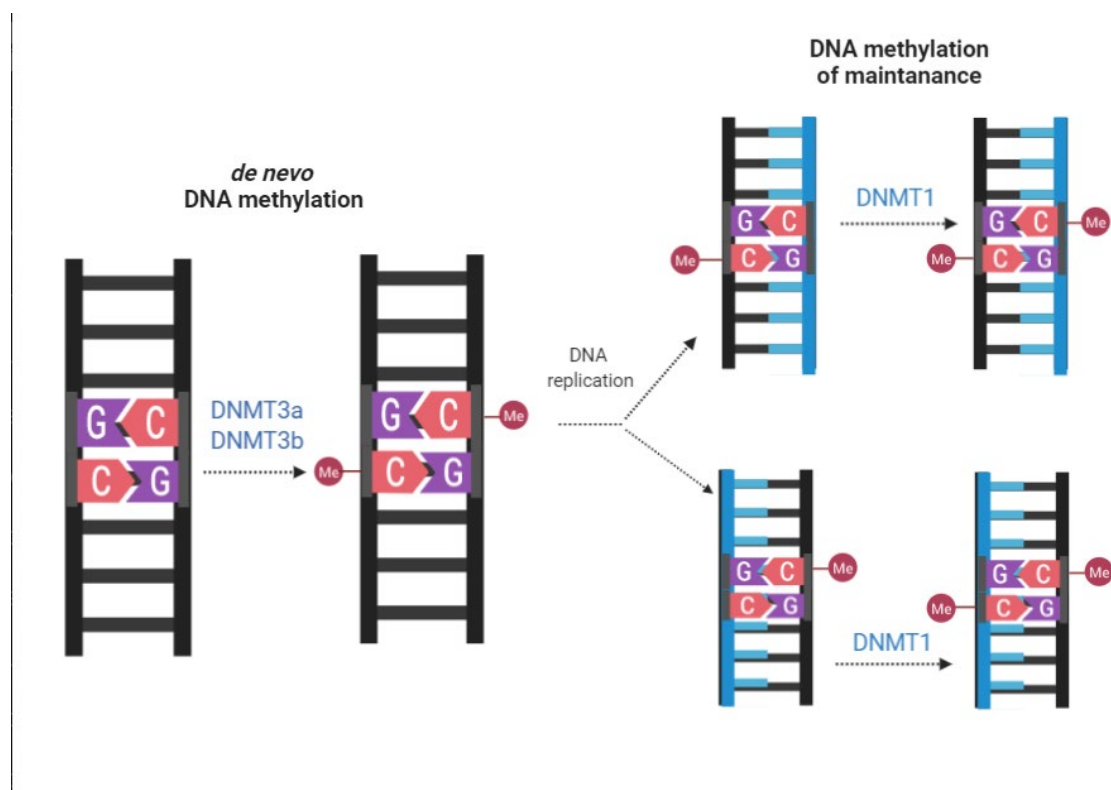 DNA methylation
of maintanance
de nevo
DNA methylation
DNMT3a
DNMT3b
G C
C G
G C
Me
Me
C G
DNA
replication
G C
Me
C G
DNMT1
G C
Me
Me
C G
G C
Me
C G
DNMT1
G C
Me
Me
C G